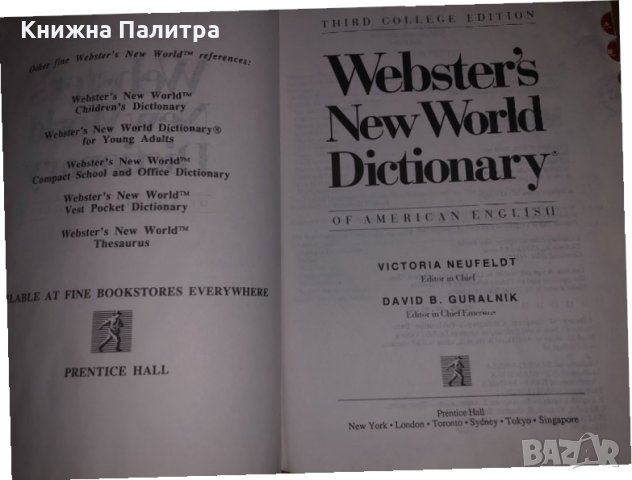 Книжна Палитра
Other fine Webster's New World™ references:
Webster's New World™
Children's Dictionary
Webster's New World Dictionary®
for Young Adults
Webster's New World™
Compact School and Office Dictionary
Webster's New World™
Vest Pocket Dictionary
Webster's New World™
Thesaurus
AT FINE BOOKSTORES EVERYWHERE
PRENTICE HALL
THIRD COLLEGE EDITION
Webster's
New World
Dictionary®
OF AMERICAN ENGLISH
VICTORIA NEUFELDT
Editor in Chief
DAVID B. GURALNIK
Editor in Chief Emeritus
Prentice Hall
New York • London • Toronto • Sydney • Tokyo • Singapore
BAZAR